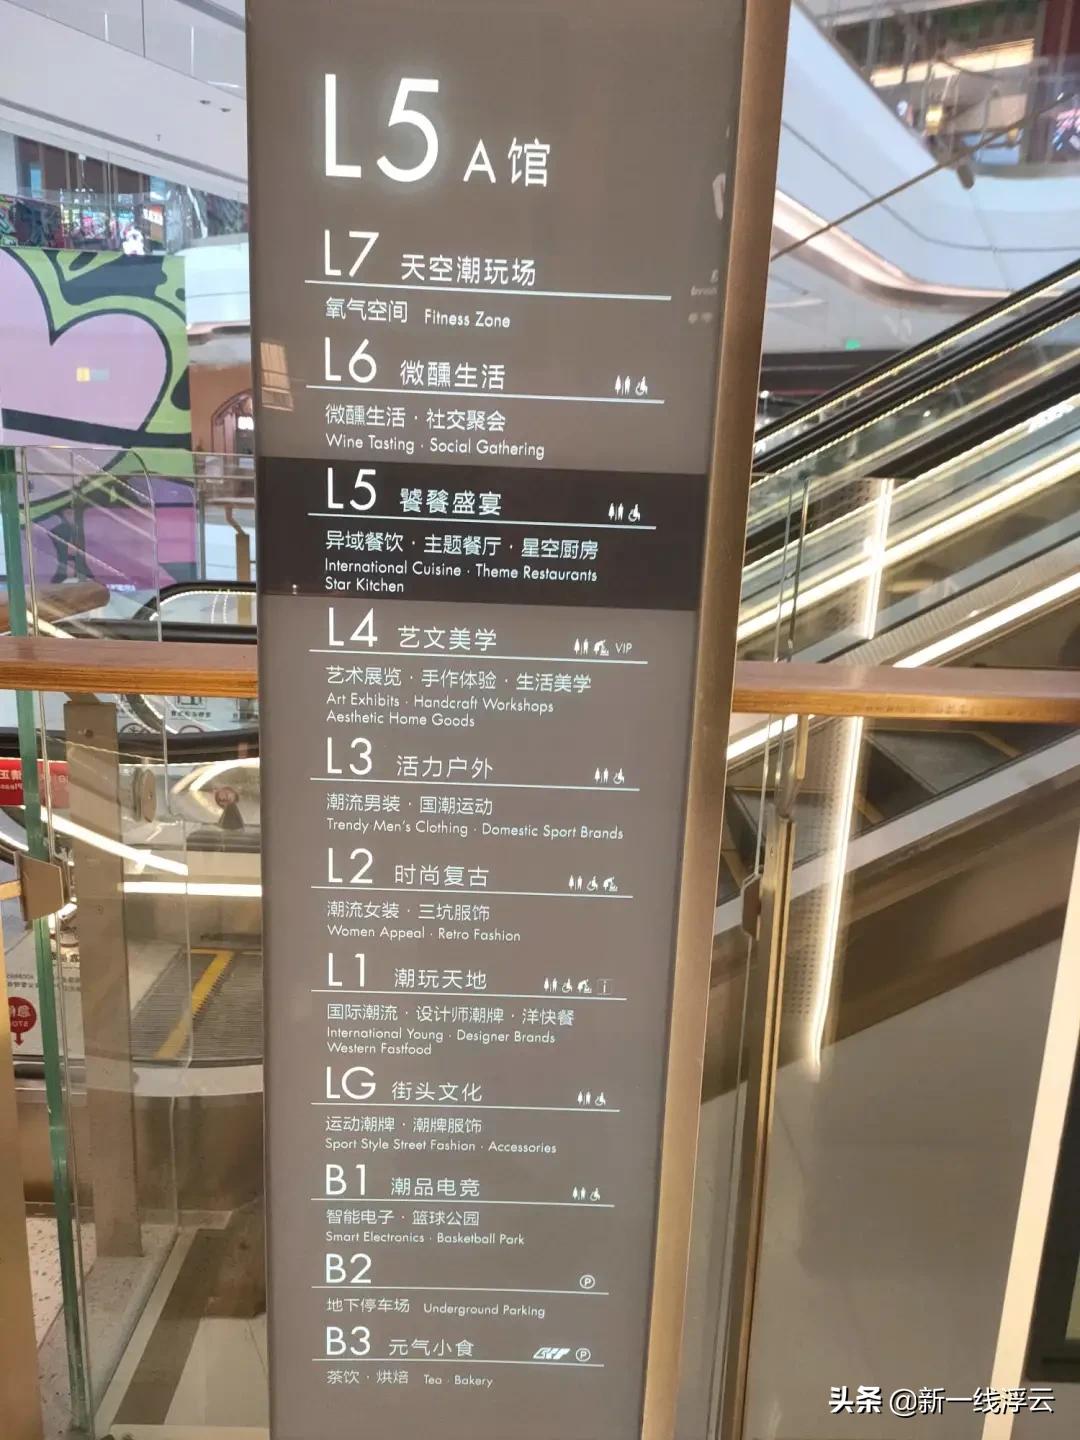 L5 A馆
L7 天空潮玩场
氧气空间 Fitness Zone
L6 微醺生活
微醺生活·社交聚会
Wine Tasting · Social Gathering
L5 饕餮盛宴
异域餐饮·主题餐厅·星空厨房
International Cuisine · Theme Restaurants
Star Kitchen
L4 艺文美学 VIP
艺术展览·手作体验·生活美学
Art Exhibits · Handcraft Workshops
Aesthetic Home Goods
L3 活力户外
潮流男装·国潮运动
Trendy Men's Clothing · Domestic Sport Brands
L2 时尚复古
潮流女装·三坑服饰
Women Appeal · Retro Fashion
L1 潮玩天地 i
国际潮流·设计师潮牌·洋快餐
International Young · Designer Brands
Western Fastfood
LG 街头文化
运动潮牌·潮牌服饰
Sport Style Street Fashion · Accessories
B1 潮品电竞
智能电子·篮球公园
Smart Electronics · Basketball Park
B2 P
地下停车场 Underground Parking
B3 元气小食 P
茶饮·烘焙 Tea · Bakery
头条 @新一线浮云